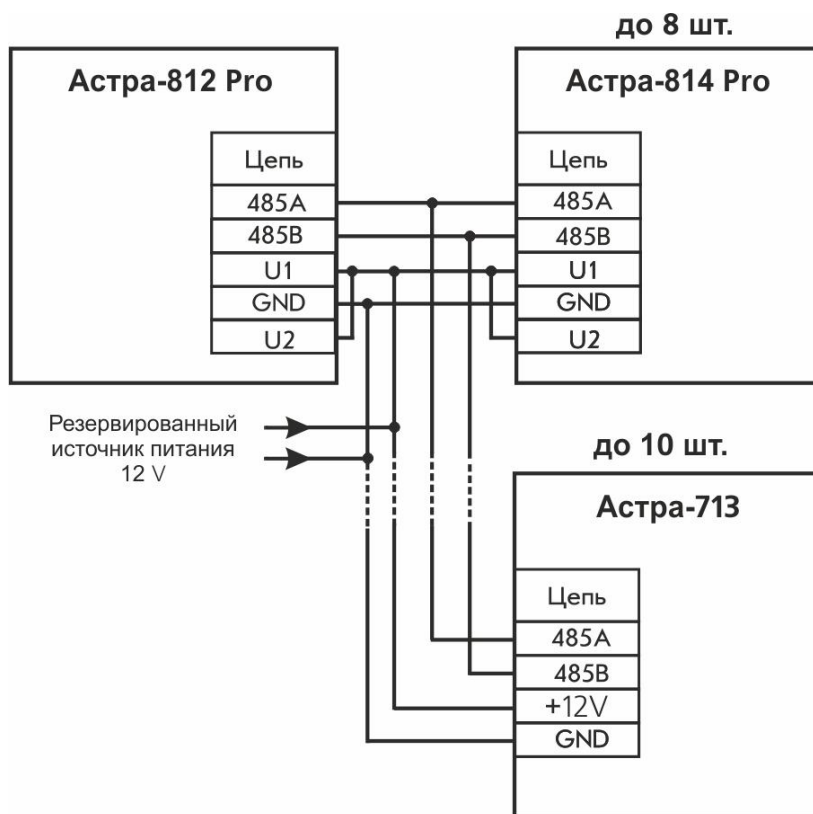 до 8 шт.
Астра-812 Pro
Астра-814 Pro
Цепь
485A
485B
U1
GND
U2
Цепь
485A
485B
U1
GND
U2
Резервированный
источник питания
12 V
до 10 шт.
Астра-713
Цепь
485A
485B
+12V
GND